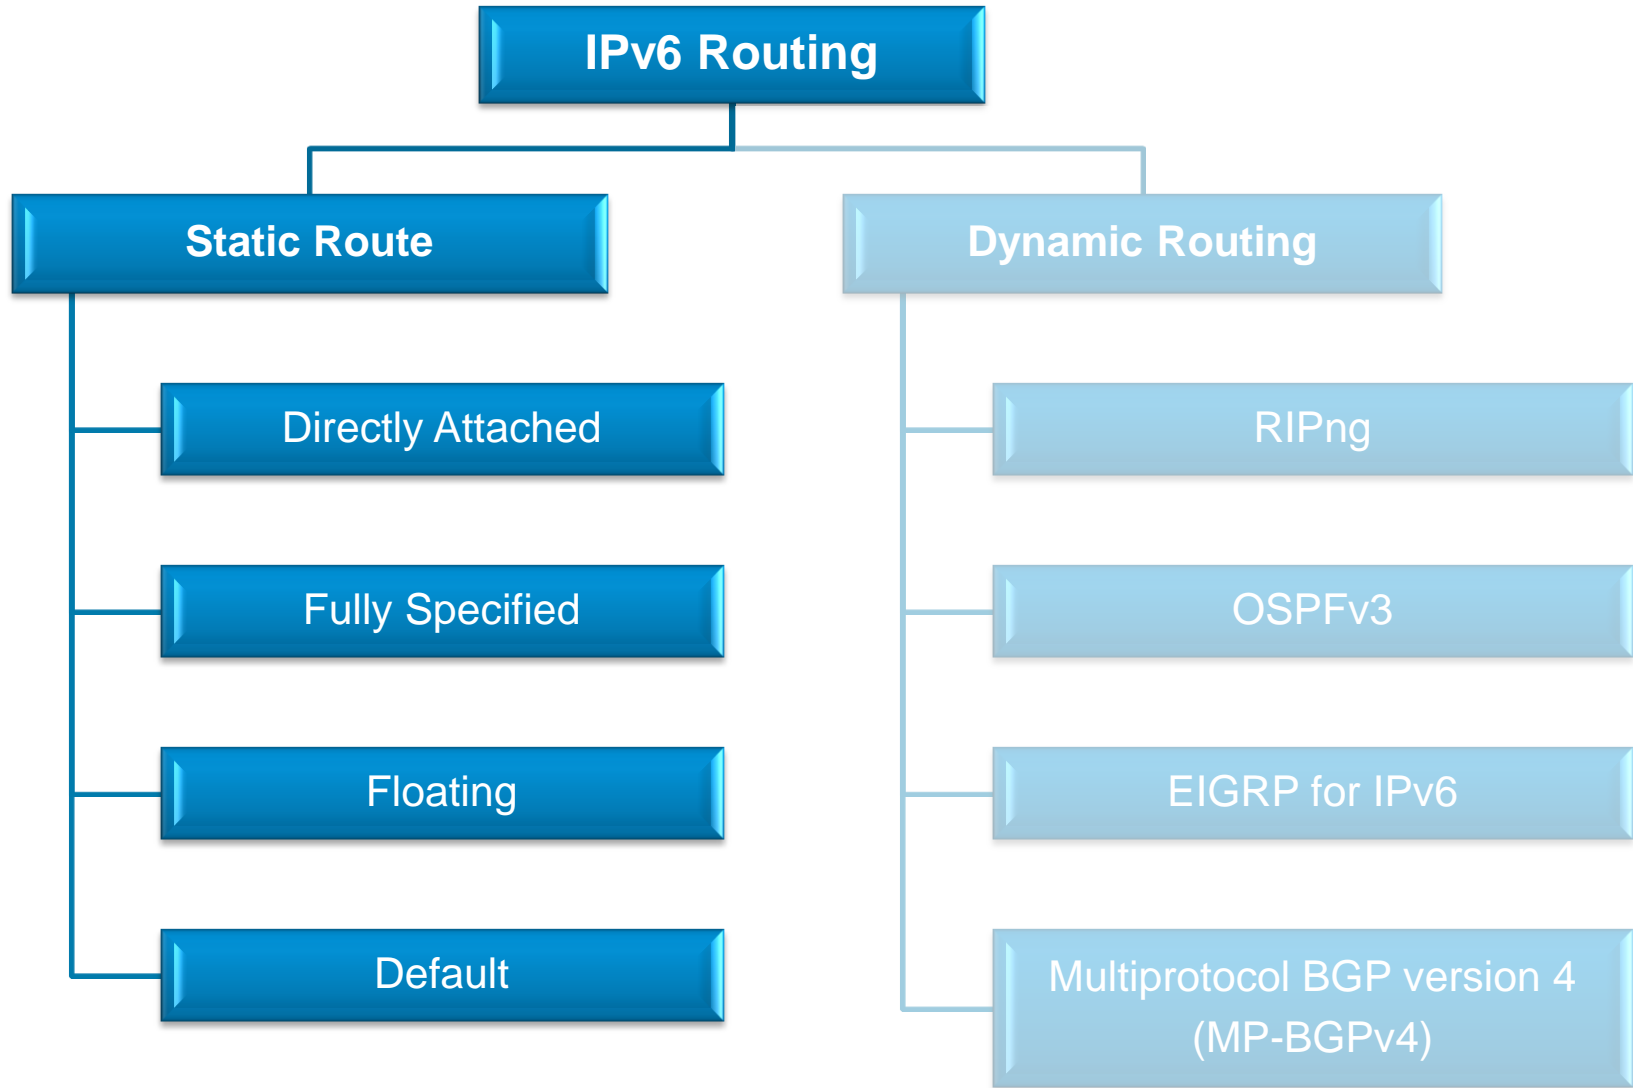 IPv6 Routing
Static Route
Directly Attached
Fully Specified
Floating
Default
Dynamic Routing
RIPng
OSPFv3
EIGRP for IPv6
Multiprotocol BGP version 4
(MP-BGPv4)